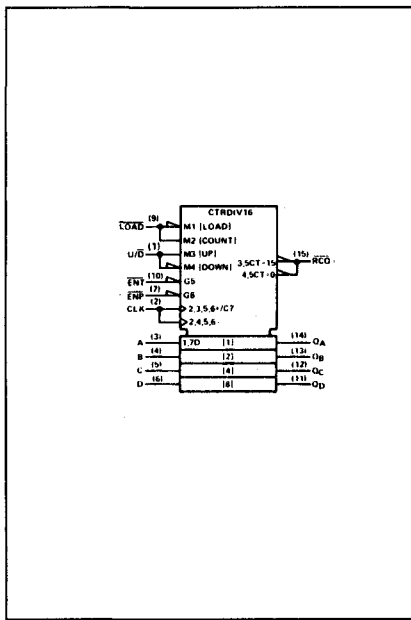 CTRDIV16
(9)
LOAD M1 [LOAD]
M2 [COUNT]
(1)
U/D M3 [UP]
M4 [DOWN]
(10)
ENT G5
(7)
ENP G6
(2)
CLK 2,3,5,6+/C7
2,4,5,6-
3,5CT=15 (15) RCO
4,5CT=0
A (3) 1,7D [1] (14) QA
B (4) [2] (13) QB
C (5) [4] (12) QC
D (6) [8] (11) QD